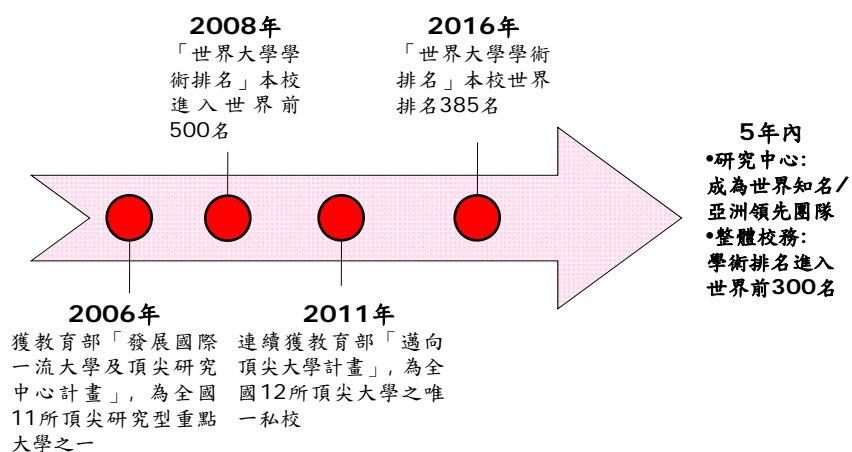 2008年
「世界大學學
術排名」本校
進入世界前
500名
2016年
「世界大學學術
排名」本校世界
排名385名
5年內
•研究中心:
成為世界知名/
亞洲領先團隊
•整體校務:
學術排名進入
世界前300名
2006年
獲教育部「發展國際
一流大學及頂尖研究
中心計畫」, 為全國
11所頂尖研究型重點
大學之一
2011年
連續獲教育部「邁向
頂尖大學計畫」, 為全
國12所頂尖大學之唯
一私校